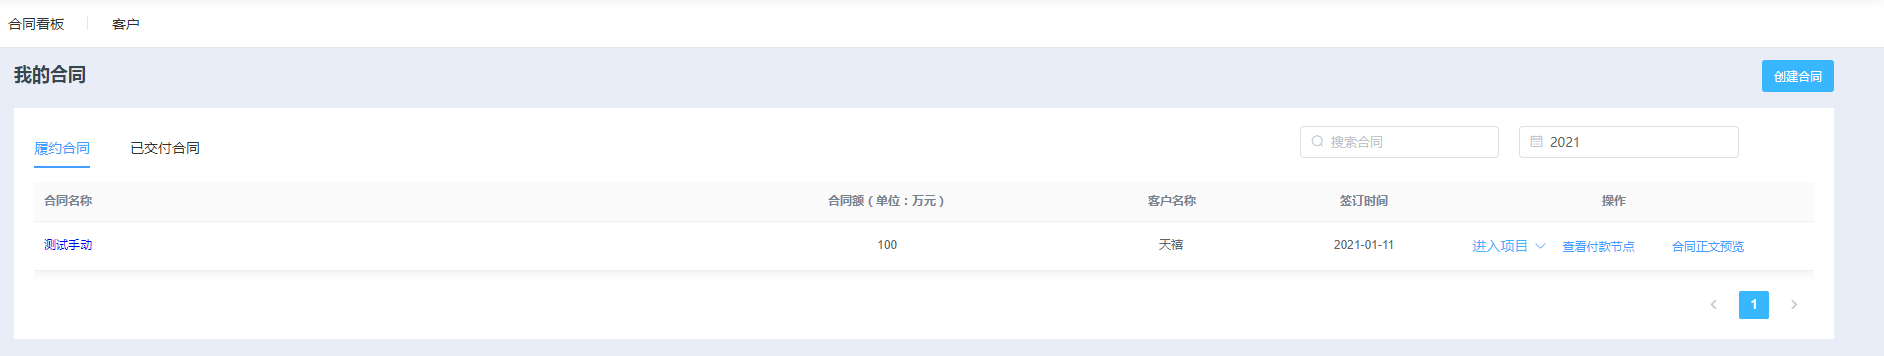 合同看板 客户
我的合同 创建合同
履约合同 已交付合同 搜索合同 2021
合同名称 合同额（单位：万元） 客户名称 签订时间 操作
测试手动 100 天禧 2021-01-11 进入项目 查看付款节点 合同正文预览
1